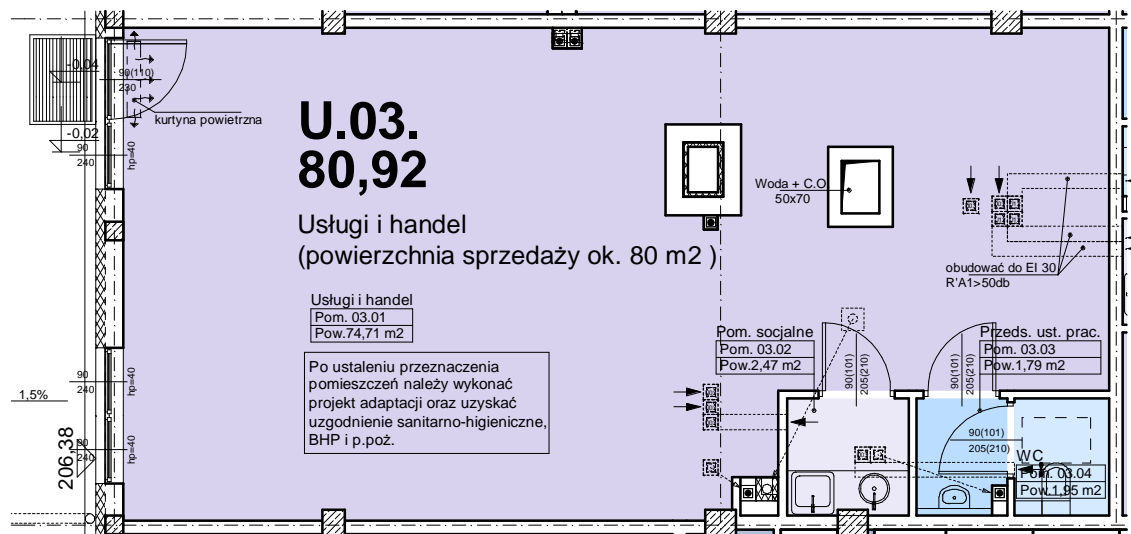 -0,04
90(110)
230
kurtyna powietrzna
-0,02
90
240
hp=40
U.03.
80,92
Usługi i handel
(powierzchnia sprzedaży ok. 80 m2 )
Woda + C.O
50x70
obudować do EI 30
R'A1>50db
Usługi i handel
Pom. 03.01
Pow.74,71 m2
Po ustaleniu przeznaczenia
pomieszczeń należy wykonać
projekt adaptacji oraz uzyskać
uzgodnienie sanitarno-higieniczne,
BHP i p.poż.
Pom. socjalne
Pom. 03.02
Pow.2,47 m2
90(101)
205(210)
Przeds. ust. prac.
Pom. 03.03
Pow.1,79 m2
90(101)
205(210)
90
240
hp=40
1,5%
206,38
90
240
hp=40
90(101)
205(210)
WC
Pom. 03.04
Pow.1,95 m2